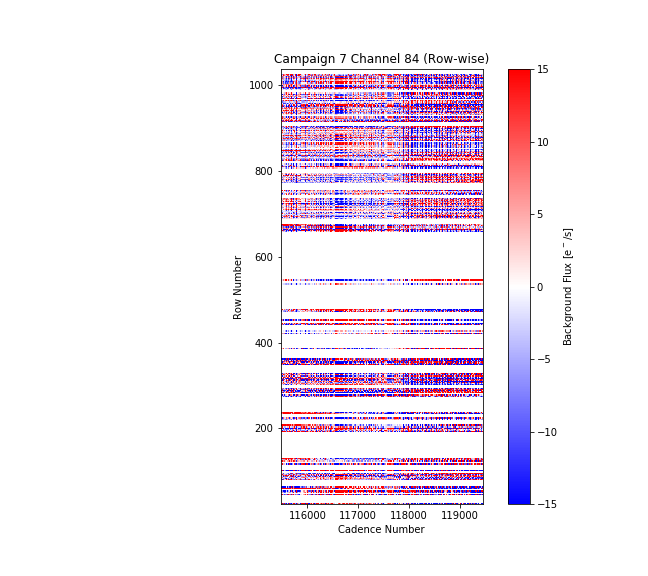 Campaign 7 Channel 84 (Row-wise)
1000
800
600
400
200
Row Number
116000 117000 118000 119000
Cadence Number
15
10
5
0
−5
−10
−15
Background Flux [e⁻/s]